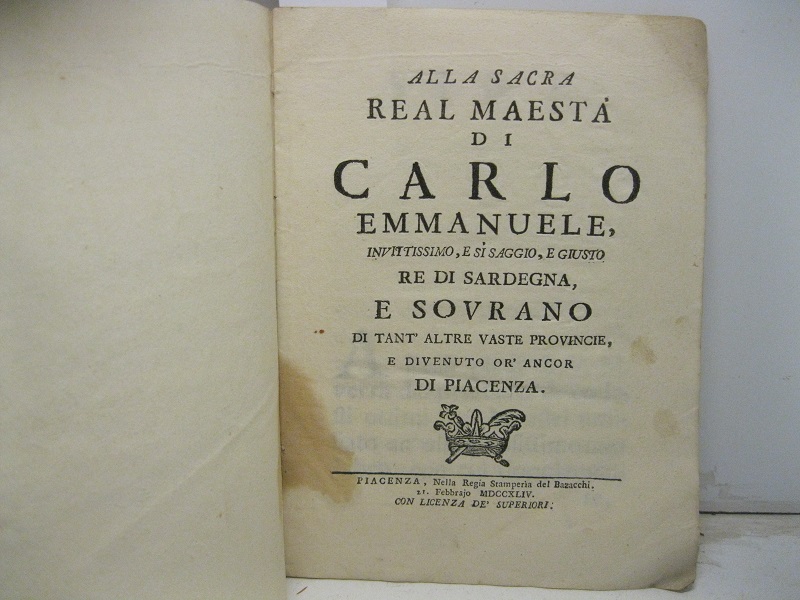 ALLA SACRA
REAL MAESTÀ
DI
CARLO
EMMANUELE,
INVITTISSIMO, E SÌ SAGGIO, E GIUSTO
RE DI SARDEGNA,
E SOVRANO
DI TANT' ALTRE VASTE PROVINCIE,
E DIVENUTO OR' ANCOR
DI PIACENZA.
PIACENZA, Nella Regia Stamperia del Bazacchi.
21. Febbrajo MDCCXLIV.
CON LICENZA DE' SUPERIORI.